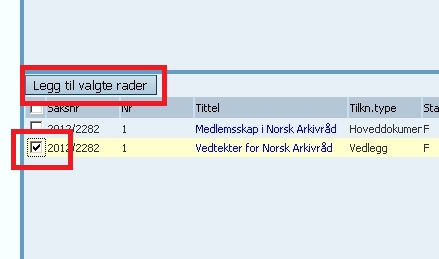 Legg til valgte rader
Saksnr Nr Tittel Tilkn.type Sta
2012/2282 1 Medlemsskap i Norsk Arkivråd Hoveddokumer F
2012/2282 1 Vedtekter for Norsk Arkivråd Vedlegg F